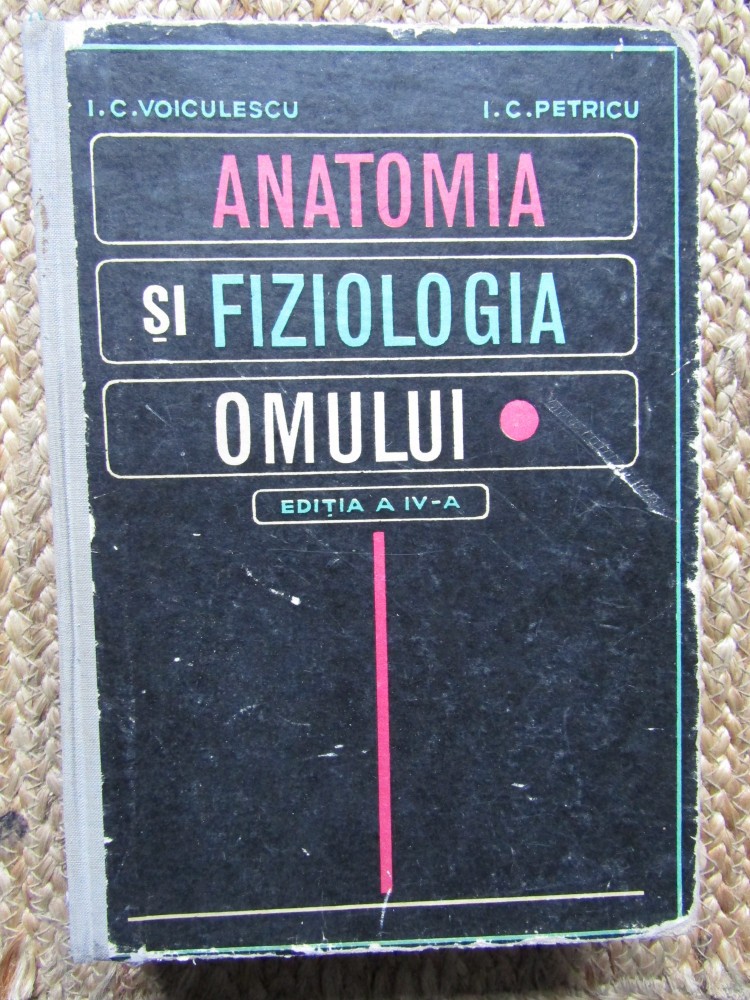 I.C.VOICULESCU I.C.PETRICU
ANATOMIA
ȘI FIZIOLOGIA
OMULUI
EDIȚIA A IV-A